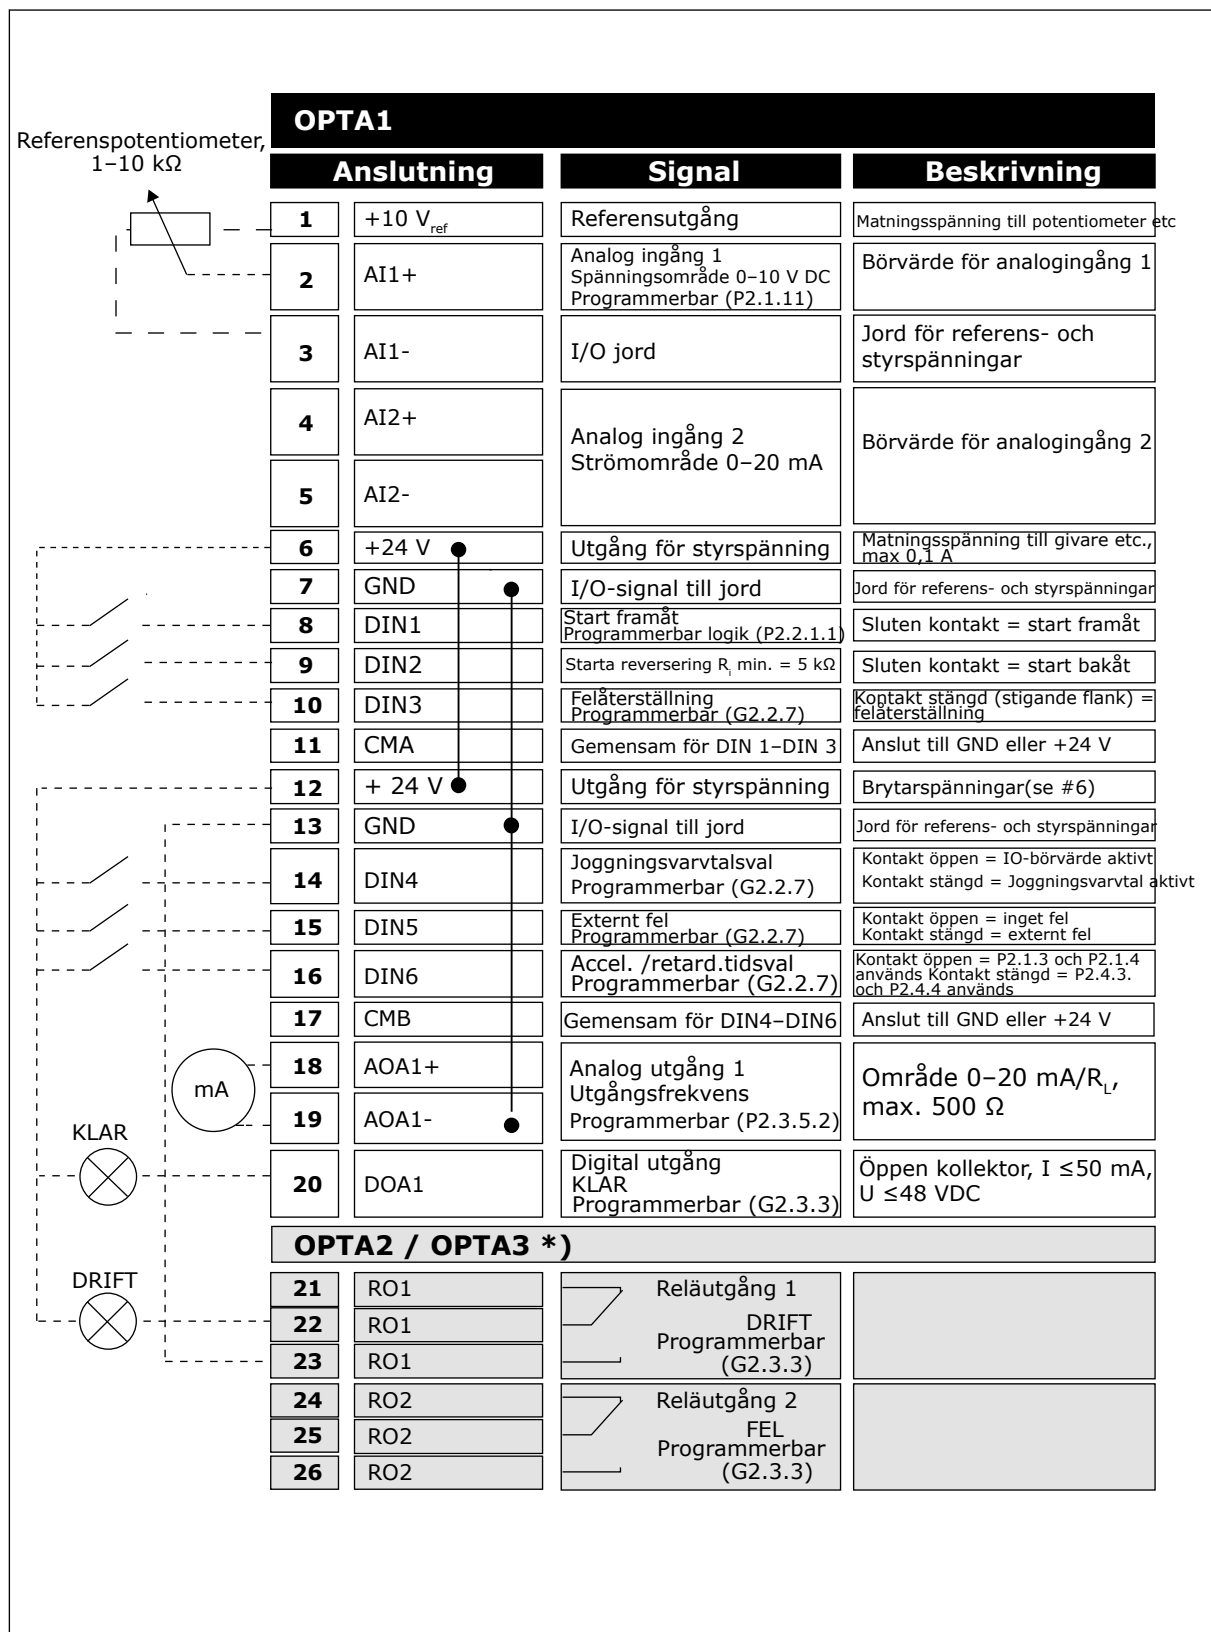 OPTA1
Referenspotentiometer,
1–10 kΩ
Anslutning
Signal
Beskrivning
1
+10 Vref
Referensutgång
Matningsspänning till potentiometer etc
2
AI1+
Analog ingång 1
Spänningsområde 0–10 V DC
Programmerbar (P2.1.11)
Börvärde för analogingång 1
3
AI1-
I/O jord
Jord för referens- och
styrspänningar
4
AI2+
Analog ingång 2
Strömområde 0–20 mA
Börvärde för analogingång 2
5
AI2-
6
+24 V
Utgång för styrspänning
Matningsspänning till givare etc.,
max 0,1 A
7
GND
I/O-signal till jord
Jord för referens- och styrspänningar
8
DIN1
Start framåt
Programmerbar logik (P2.2.1.1)
Sluten kontakt = start framåt
9
DIN2
Starta reversering Ri min. = 5 kΩ
Sluten kontakt = start bakåt
10
DIN3
Felåterställning
Programmerbar (G2.2.7)
Kontakt stängd (stigande flank) =
felåterställning
11
CMA
Gemensam för DIN 1–DIN 3
Anslut till GND eller +24 V
12
+ 24 V
Utgång för styrspänning
Brytarspänningar(se #6)
13
GND
I/O-signal till jord
Jord för referens- och styrspänningar
14
DIN4
Joggningsvarvtalsval
Programmerbar (G2.2.7)
Kontakt öppen = IO-börvärde aktivt
Kontakt stängd = Joggningsvarvtal aktivt
15
DIN5
Externt fel
Programmerbar (G2.2.7)
Kontakt öppen = inget fel
Kontakt stängd = externt fel
16
DIN6
Accel. /retard.tidsval
Programmerbar (G2.2.7)
Kontakt öppen = P2.1.3 och P2.1.4
används Kontakt stängd = P2.4.3.
och P2.4.4 används
17
CMB
Gemensam för DIN4–DIN6
Anslut till GND eller +24 V
mA
18
AOA1+
Analog utgång 1
Utgångsfrekvens
Programmerbar (P2.3.5.2)
Område 0–20 mA/RL,
max. 500 Ω
19
AOA1-
KLAR
20
DOA1
Digital utgång
KLAR
Programmerbar (G2.3.3)
Öppen kollektor, I ≤50 mA,
U ≤48 VDC
OPTA2 / OPTA3 *)
DRIFT
21
RO1
Reläutgång 1
22
RO1
DRIFT
Programmerbar
23
RO1
(G2.3.3)
24
RO2
Reläutgång 2
25
RO2
FEL
Programmerbar
26
RO2
(G2.3.3)